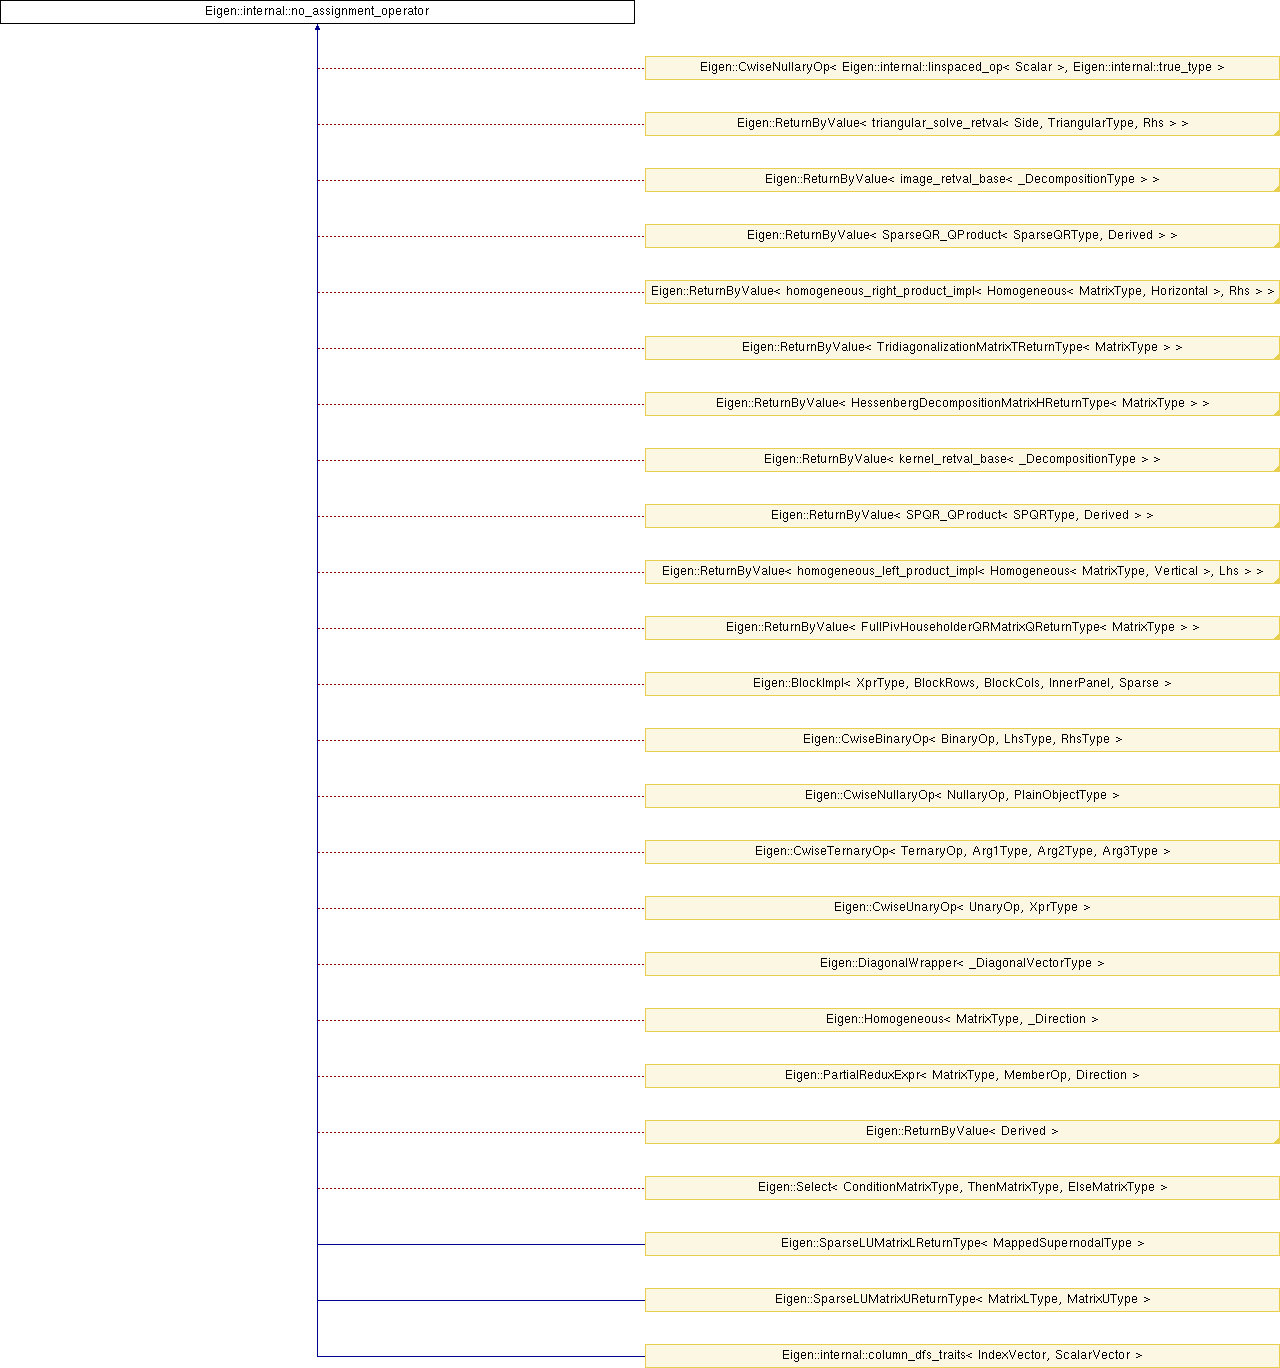 Eigen::internal::no_assignment_operator
Eigen::CwiseNullaryOp< Eigen::internal::linspaced_op< Scalar >, Eigen::internal::true_type >
Eigen::ReturnByValue< triangular_solve_retval< Side, TriangularType, Rhs > >
Eigen::ReturnByValue< image_retval_base< _DecompositionType > >
Eigen::ReturnByValue< SparseQR_QProduct< SparseQRType, Derived > >
Eigen::ReturnByValue< homogeneous_right_product_impl< Homogeneous< MatrixType, Horizontal >, Rhs > >
Eigen::ReturnByValue< TridiagonalizationMatrixTReturnType< MatrixType > >
Eigen::ReturnByValue< HessenbergDecompositionMatrixHReturnType< MatrixType > >
Eigen::ReturnByValue< kernel_retval_base< _DecompositionType > >
Eigen::ReturnByValue< SPQR_QProduct< SPQRType, Derived > >
Eigen::ReturnByValue< homogeneous_left_product_impl< Homogeneous< MatrixType, Vertical >, Lhs > >
Eigen::ReturnByValue< FullPivHouseholderQRMatrixQReturnType< MatrixType > >
Eigen::BlockImpl< XprType, BlockRows, BlockCols, InnerPanel, Sparse >
Eigen::CwiseBinaryOp< BinaryOp, LhsType, RhsType >
Eigen::CwiseNullaryOp< NullaryOp, PlainObjectType >
Eigen::CwiseTernaryOp< TernaryOp, Arg1Type, Arg2Type, Arg3Type >
Eigen::CwiseUnaryOp< UnaryOp, XprType >
Eigen::DiagonalWrapper< _DiagonalVectorType >
Eigen::Homogeneous< MatrixType, _Direction >
Eigen::PartialReduxExpr< MatrixType, MemberOp, Direction >
Eigen::ReturnByValue< Derived >
Eigen::Select< ConditionMatrixType, ThenMatrixType, ElseMatrixType >
Eigen::SparseLUMatrixLReturnType< MappedSupernodalType >
Eigen::SparseLUMatrixUReturnType< MatrixLType, MatrixUType >
Eigen::internal::column_dfs_traits< IndexVector, ScalarVector >